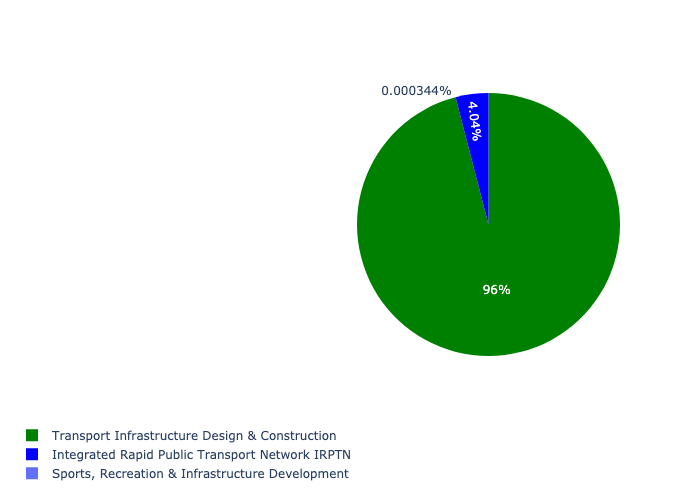 0.000344%
4.04%
96%
Transport Infrastructure Design & Construction
Integrated Rapid Public Transport Network IRPTN
Sports, Recreation & Infrastructure Development